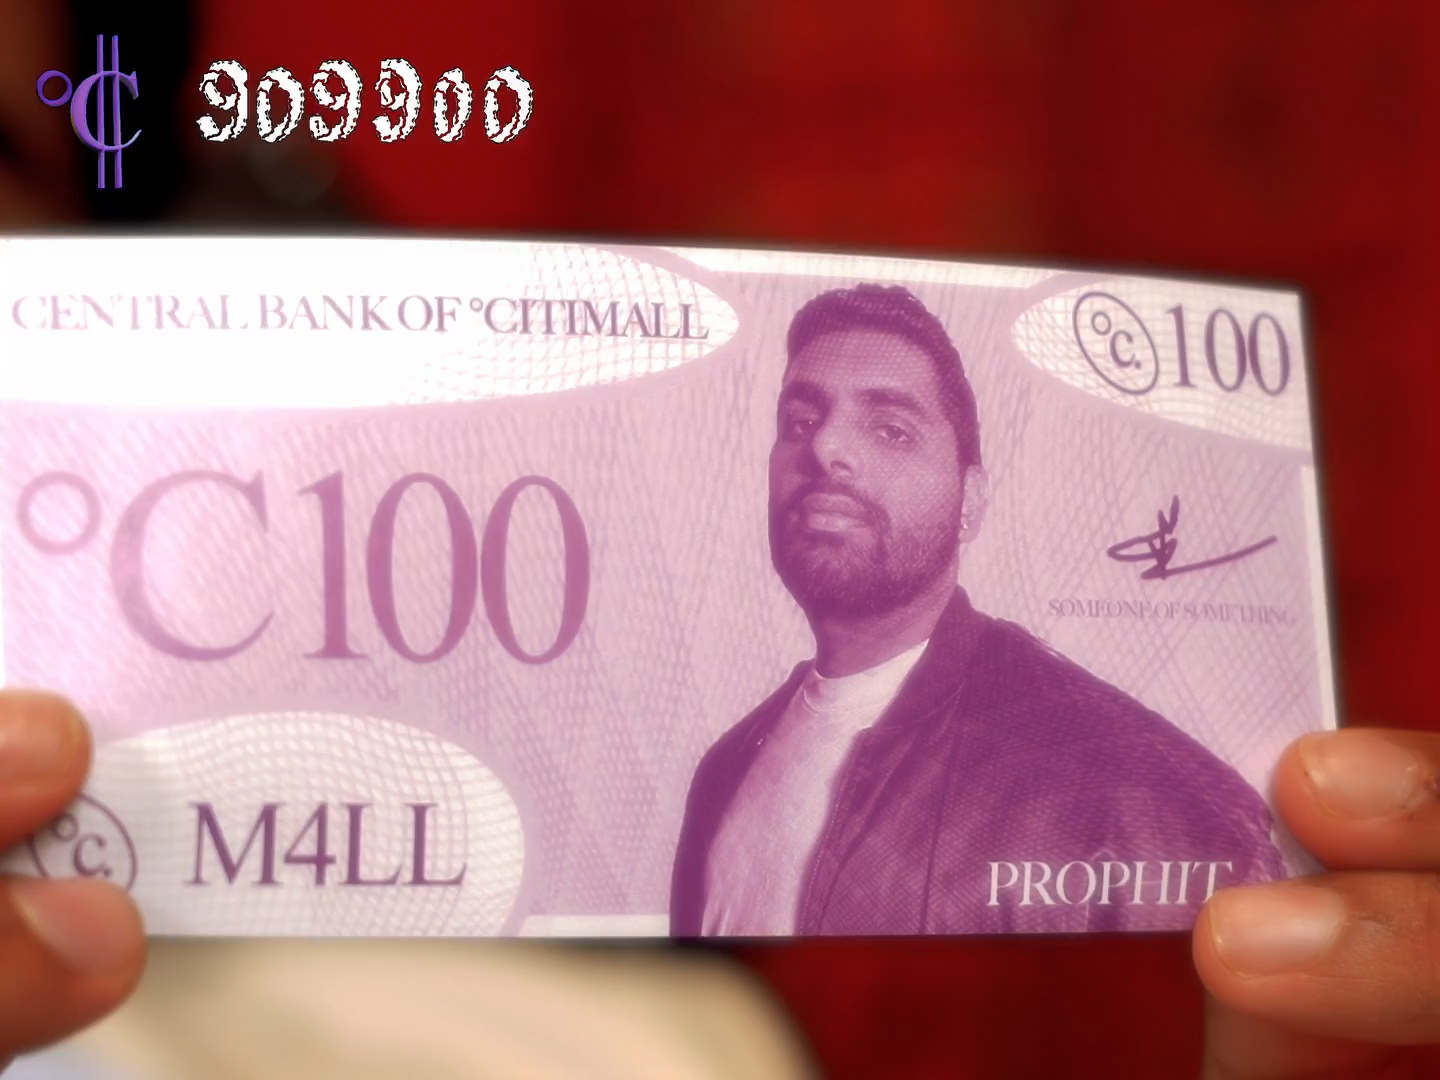 °C 909900
CENTRAL BANK OF °CITIMALL
°C. 100
°C100
SOMEONE OF SOMETHING
°C. M4LL
PROPHIT